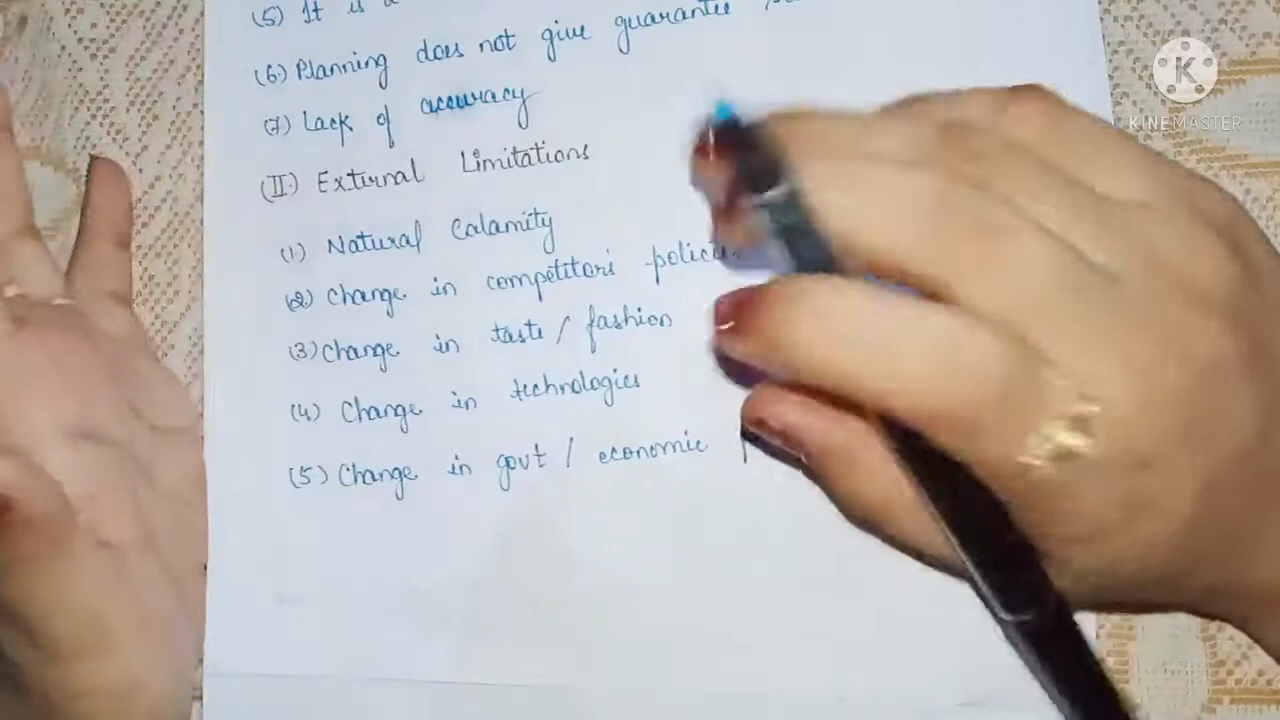 (5) It is a
(6) Planning does not give guarantee
(7) Lack of accuracy
(II) External Limitations
(1) Natural Calamity
(2) Change in competitors policies
(3) Change in taste / fashion
(4) Change in technologies
(5) Change in govt / economic
K
KINEMASTER